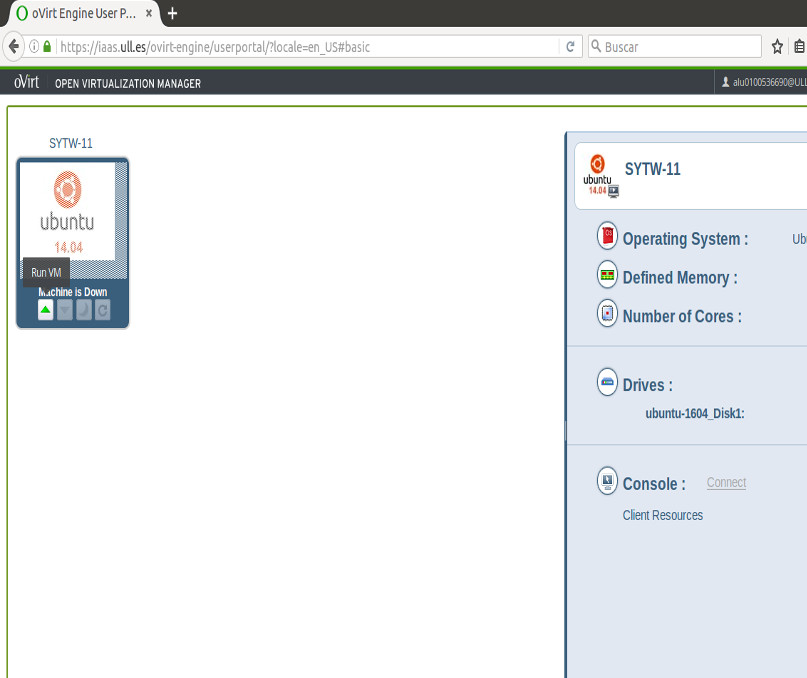 oVirt Engine User P...
https://iaas.ull.es/ovirt-engine/userportal/?locale=en_US#basic
Buscar
oVirt OPEN VIRTUALIZATION MANAGER
alu0100536690@ULL
SYTW-11
ubuntu
14.04
Run VM
Machine is Down
ubuntu
14.04
SYTW-11
Operating System :
Ubu
Defined Memory :
Number of Cores :
Drives :
ubuntu-1604_Disk1:
Console : Connect
Client Resources